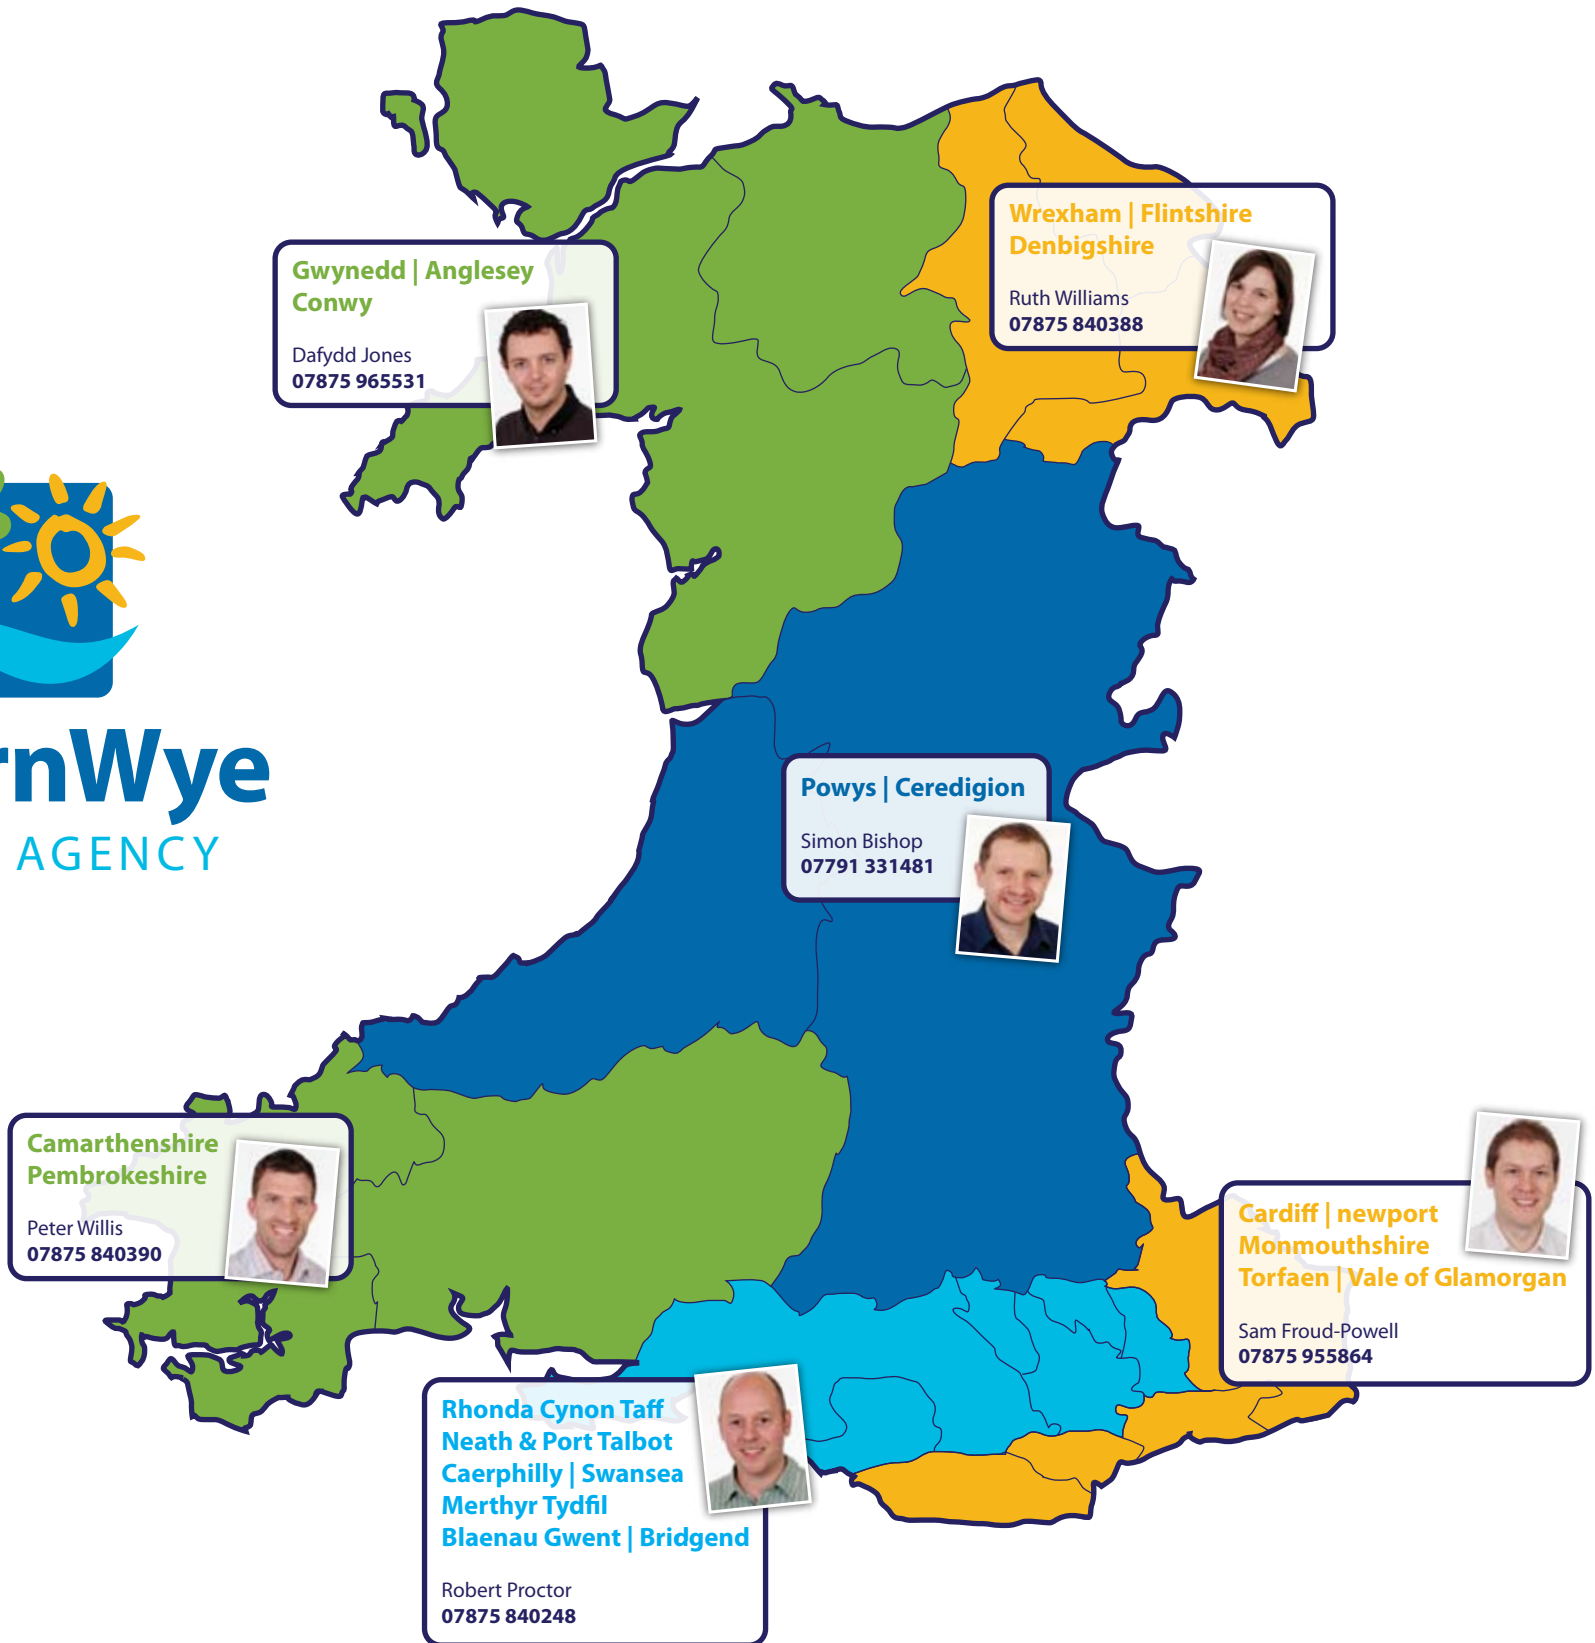 Gwynedd | Anglesey
Conwy
Dafydd Jones
07875 965531
Wrexham | Flintshire
Denbigshire
Ruth Williams
07875 840388
rnWye
AGENCY
Powys | Ceredigion
Simon Bishop
07791 331481
Camarthenshire
Pembrokeshire
Peter Willis
07875 840390
Cardiff | newport
Monmouthshire
Torfaen | Vale of Glamorgan
Sam Froud-Powell
07875 955864
Rhonda Cynon Taff
Neath & Port Talbot
Caerphilly | Swansea
Merthyr Tydfil
Blaenau Gwent | Bridgend
Robert Proctor
07875 840248